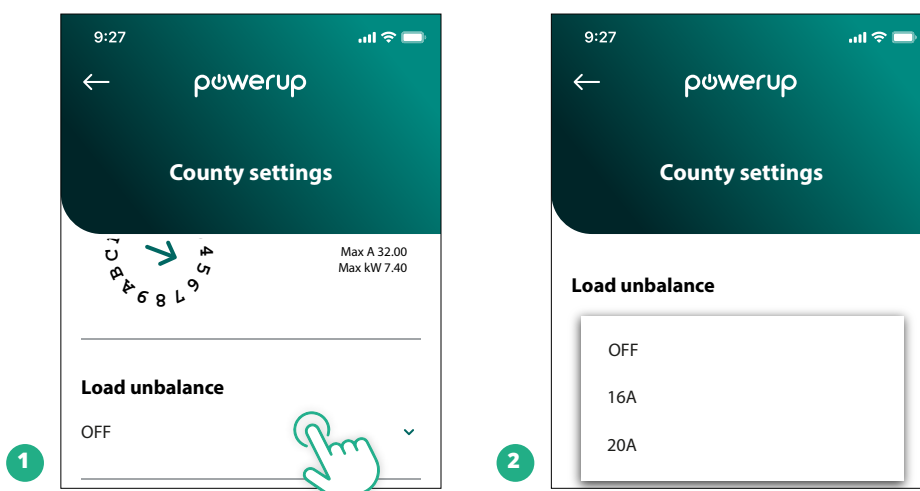 9:27
powerup
County settings
4 5 6 7 8 9 A B C
Max A 32.00
Max kW 7.40
Load unbalance
OFF
1
9:27
powerup
County settings
Load unbalance
OFF
16A
20A
2